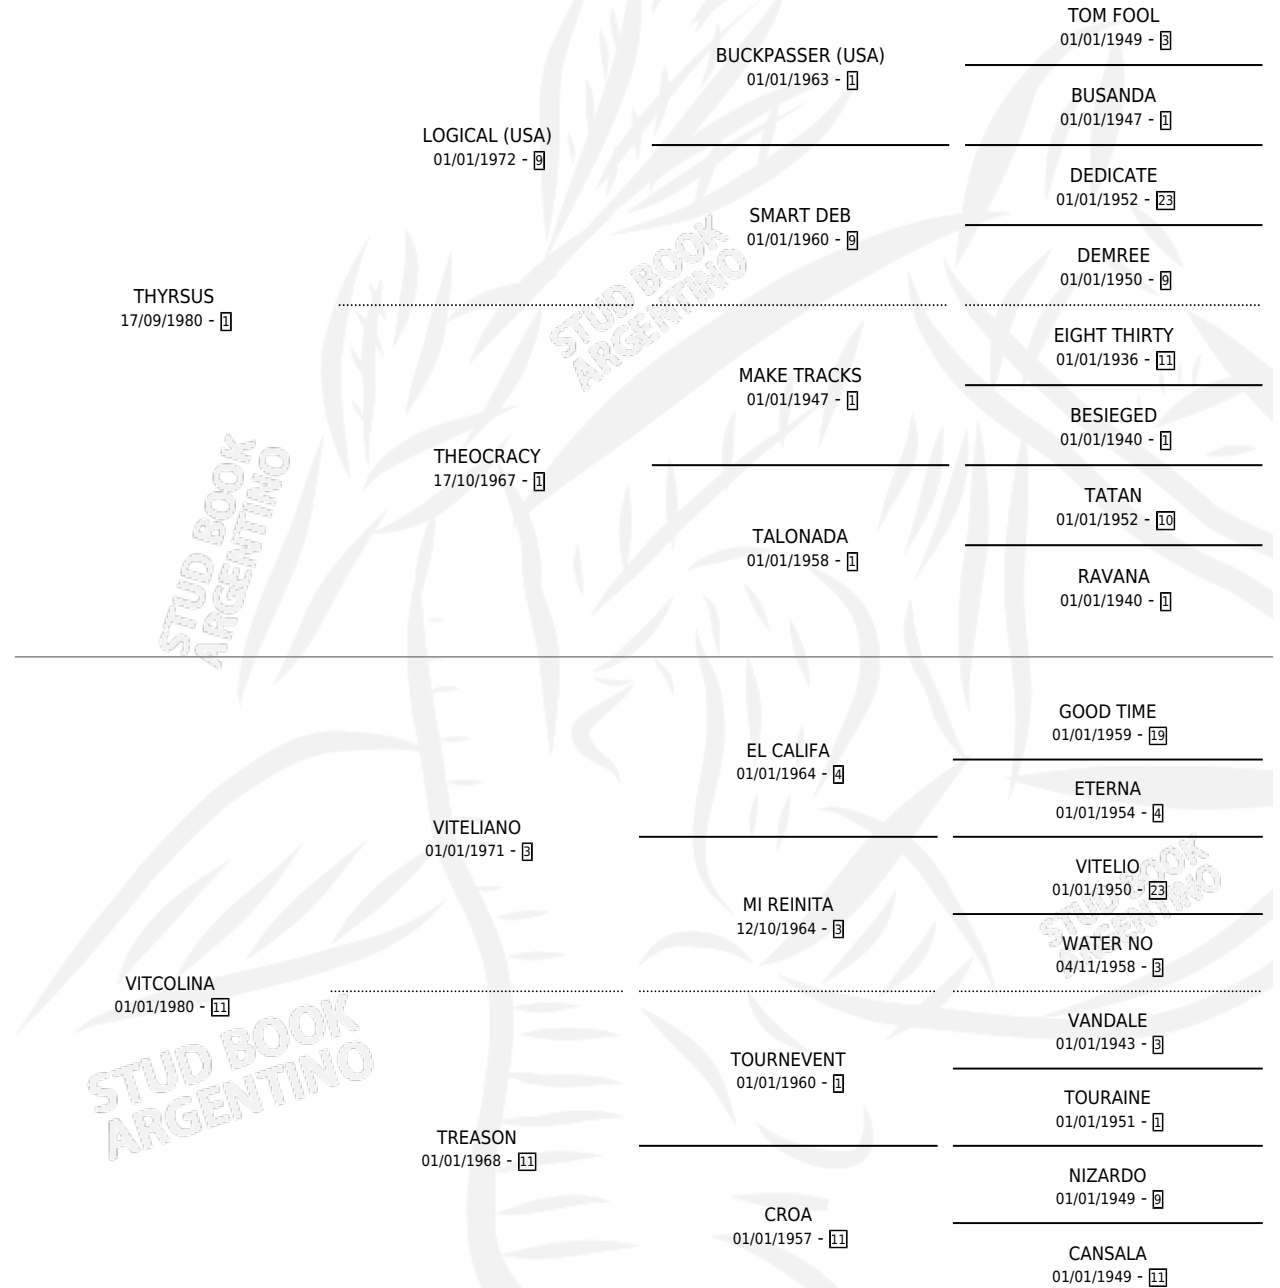 TOM FOOL
01/01/1949 - 3
BUCKPASSER (USA)
01/01/1963 - 1
BUSANDA
01/01/1947 - 1
LOGICAL (USA)
01/01/1972 - 9
DEDICATE
01/01/1952 - 23
SMART DEB
01/01/1960 - 9
DEMREE
01/01/1950 - 9
THYRSUS
17/09/1980 - 1
EIGHT THIRTY
01/01/1936 - 11
MAKE TRACKS
01/01/1947 - 1
BESIEGED
01/01/1940 - 1
THEOCRACY
17/10/1967 - 1
TATAN
01/01/1952 - 10
TALONADA
01/01/1958 - 1
RAVANA
01/01/1940 - 1
GOOD TIME
01/01/1959 - 19
EL CALIFA
01/01/1964 - 4
ETERNA
01/01/1954 - 4
VITELIANO
01/01/1971 - 3
VITELIO
01/01/1950 - 23
MI REINITA
12/10/1964 - 3
WATER NO
04/11/1958 - 3
VITCOLINA
01/01/1980 - 11
VANDALE
01/01/1943 - 3
TOURNEVENT
01/01/1960 - 1
TOURAINE
01/01/1951 - 1
TREASON
01/01/1968 - 11
NIZARDO
01/01/1949 - 9
CROA
01/01/1957 - 11
CANSALA
01/01/1949 - 11
STUD BOOK
ARGENTINO
STUD BOOK
ARGENTINO
STUD BOOK
ARGENTINO
STUD BOOK
ARGENTINO